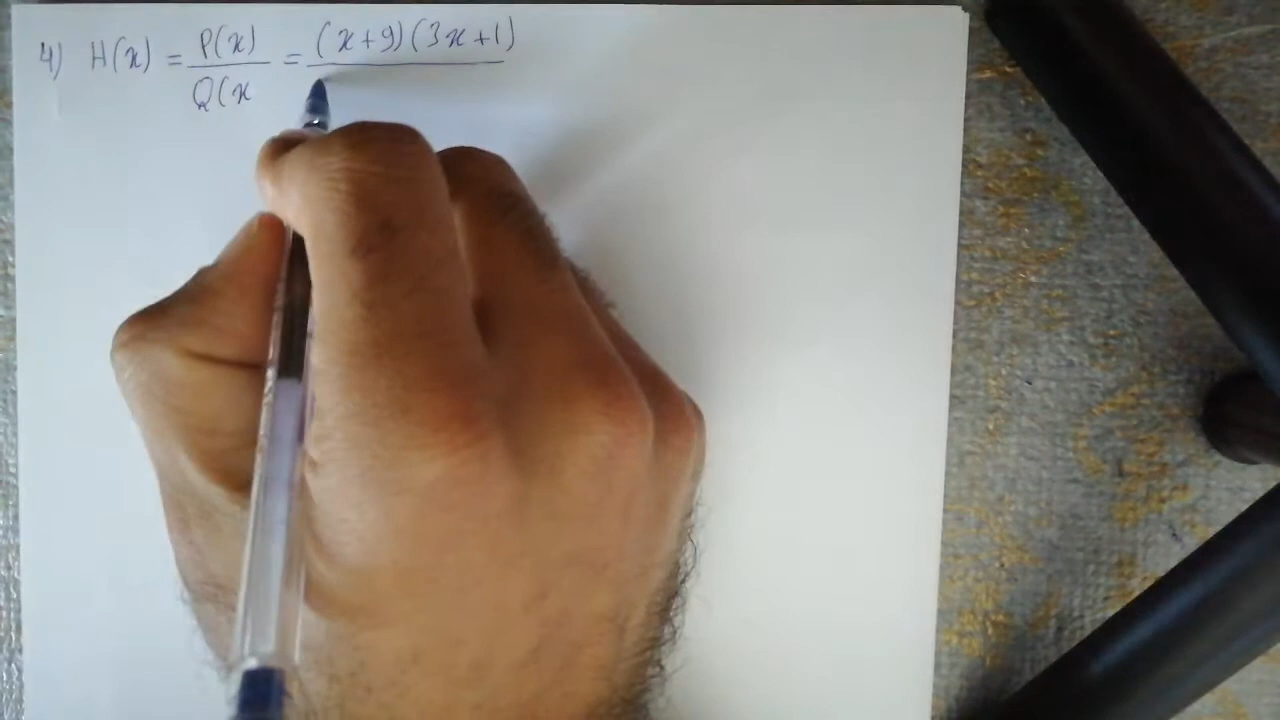 4) H(x) = P(x)/Q(x = (x+9)(3x+1)/